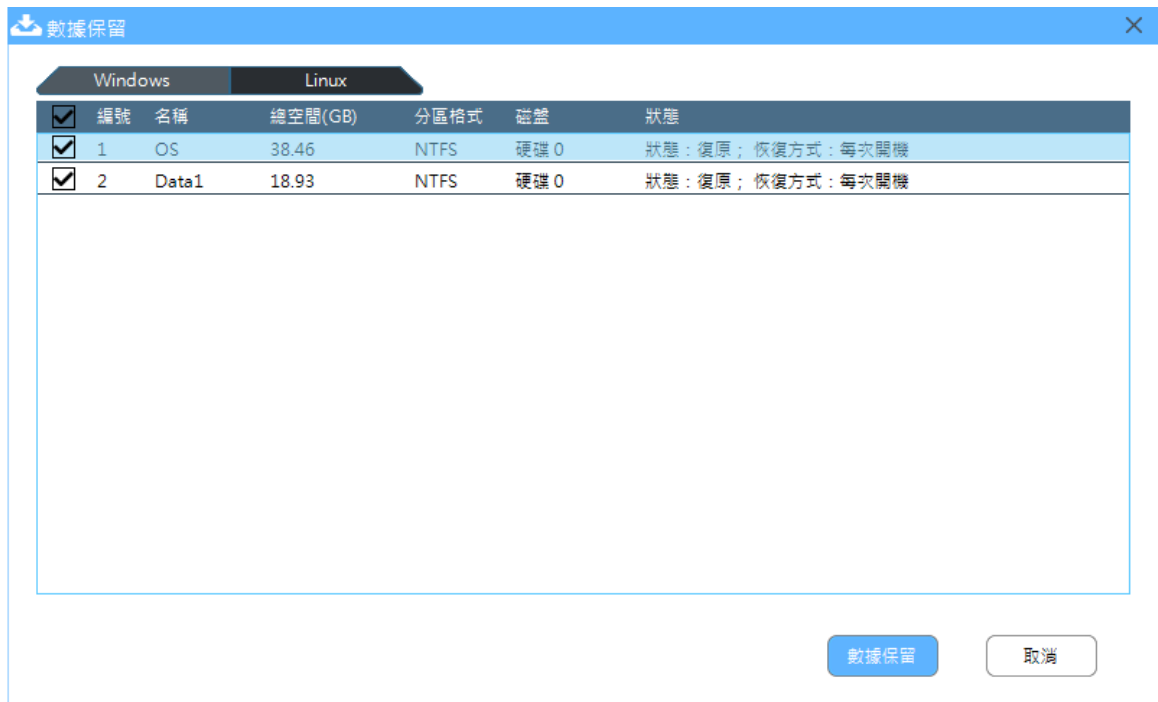 數據保留
Windows Linux
編號 名稱 總空間(GB) 分區格式 磁盤 狀態
1 OS 38.46 NTFS 硬碟 0 狀態：復原； 恢復方式：每次開機
2 Data1 18.93 NTFS 硬碟 0 狀態：復原； 恢復方式：每次開機
數據保留 取消